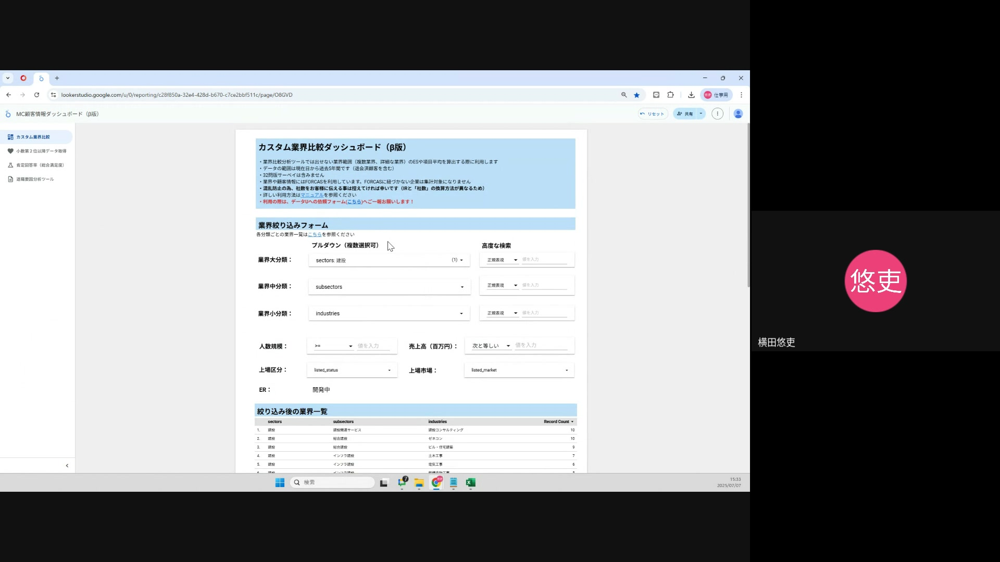 lookerstudio.google.com/u/0/reporting/c28f850a-32e4-428d-b670-c7ce2bbf511c/page/O8GVD
悠吏 仕事用
MC顧客情報ダッシュボード（β版）
リセット
共有
カスタム業界比較
小数第２位以降データ取得
肯定回答率（総合満足度）
退職要因分析ツール
カスタム業界比較ダッシュボード（β版）
・業界比較分析ツールでは出せない業界範囲（複数業界、詳細な業界）のESや項目平均を算出する際に利用します
・データの範囲は現在日から過去5年間です（退会済顧客を含む）
・32問版サーベイは含みません
・業界や顧客情報にはFORCASを利用しています。FORCASに紐づかない企業は集計対象になりません
・混乱防止の為、社数をお客様に伝える事は控えてければ幸いです（IRと「社数」の換算方法が異なるため）
・詳しい利用方法はマニュアルを参照ください
・利用の際は、データUへの依頼フォーム(こちら)へご一報お願いします！
業界絞り込みフォーム
各分類ごとの業界一覧はこちらを参照ください
プルダウン（複数選択可） 高度な検索
業界大分類： sectors: 建設 (1) 正規表現 値を入力
業界中分類： subsectors 正規表現 値を入力
業界小分類： industries 正規表現 値を入力
人数規模： >= 値を入力 売上高（百万円）： 次と等しい 値を入力
上場区分： listed_status 上場市場： listed_market
ER： 開発中
絞り込み後の業界一覧
sectors subsectors industries Record Count
1. 建設 建設関連サービス 建設コンサルティング 10
2. 建設 総合建設 ゼネコン 10
3. 建設 総合建設 ビル・住宅建築 9
4. 建設 インフラ建設 土木工事 7
5. 建設 インフラ建設 電気工事 6
検索
7
15:33
2025/07/07
悠吏
横田悠吏